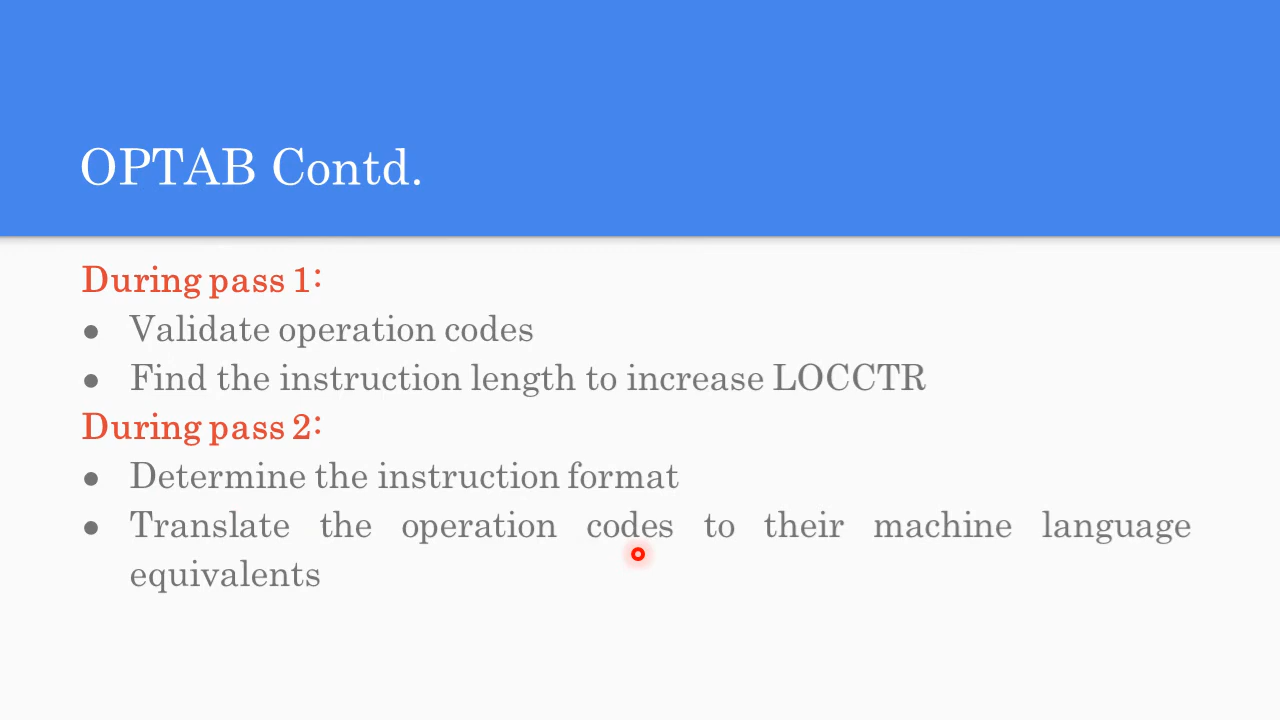 OPTAB Contd.
During pass 1:
● Validate operation codes
● Find the instruction length to increase LOCCTR
During pass 2:
● Determine the instruction format
● Translate the operation codes to their machine language
equivalents